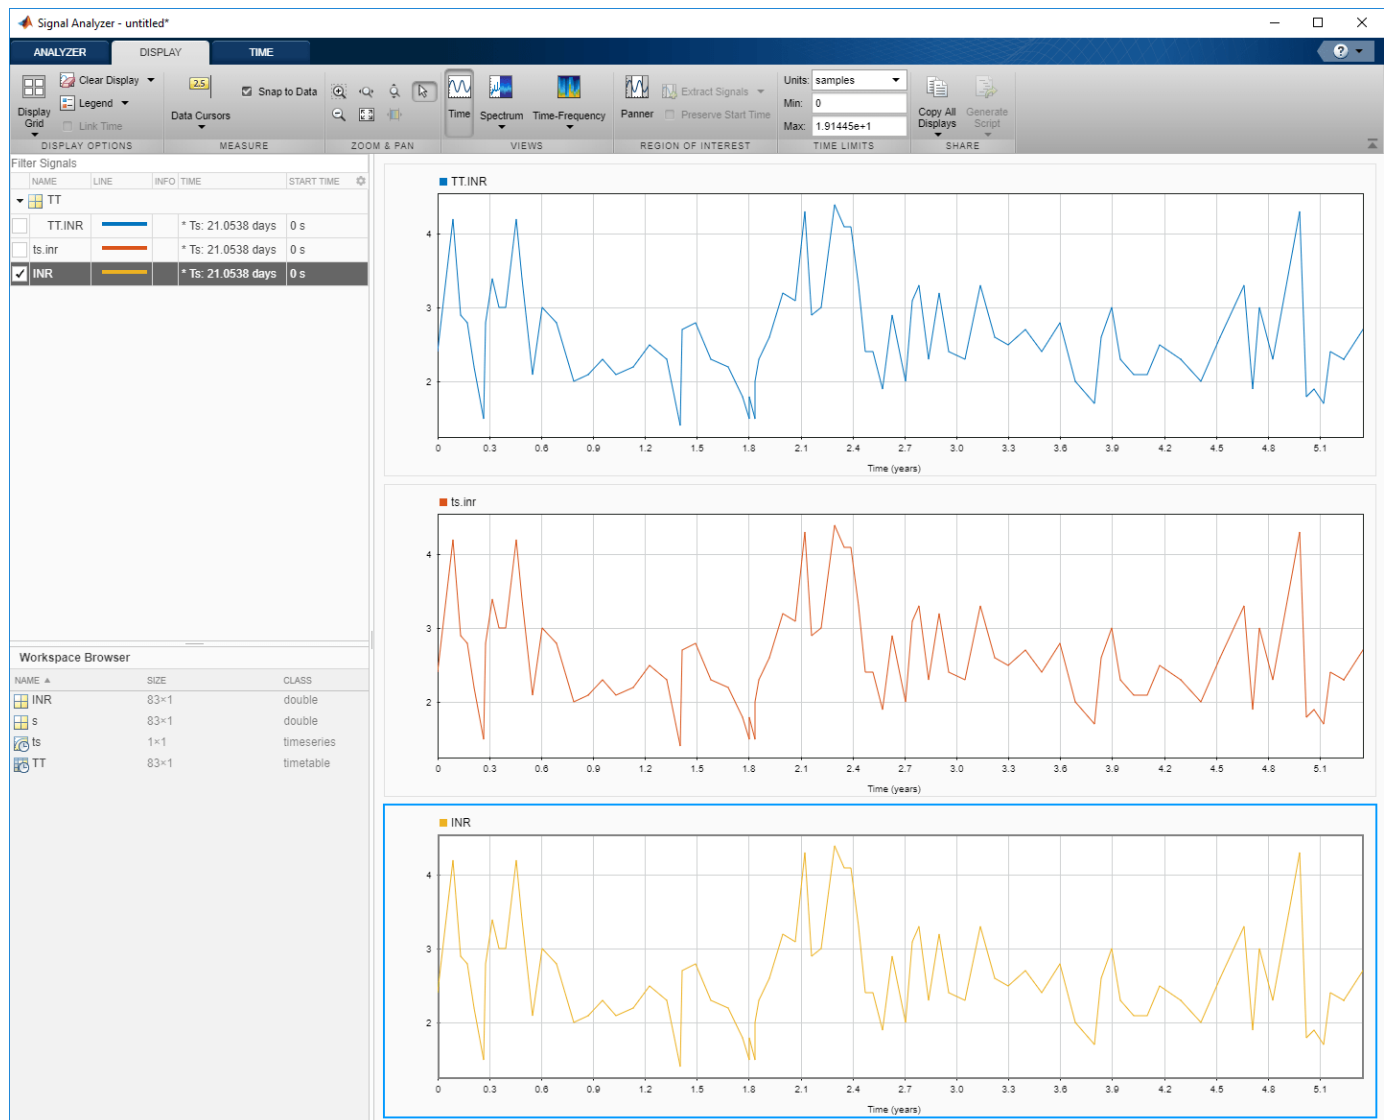 Signal Analyzer - untitled*
ANALYZER DISPLAY TIME ?
Display Grid
Clear Display
Legend
Link Time
DISPLAY OPTIONS
2.5
Data Cursors
Snap to Data
MEASURE
ZOOM & PAN
Time Spectrum Time-Frequency
VIEWS
Panner
Extract Signals
Preserve Start Time
REGION OF INTEREST
Units: samples
Min: 0
Max: 1.91445e+1
TIME LIMITS
Copy All Displays
Generate Script
SHARE
Filter Signals
NAME LINE INFO TIME START TIME
TT
TT.INR * Ts: 21.0538 days 0 s
ts.inr * Ts: 21.0538 days 0 s
INR * Ts: 21.0538 days 0 s
Workspace Browser
NAME SIZE CLASS
INR 83×1 double
s 83×1 double
ts 1×1 timeseries
TT 83×1 timetable
TT.INR
4
3
2
0 0.3 0.6 0.9 1.2 1.5 1.8 2.1 2.4 2.7 3.0 3.3 3.6 3.9 4.2 4.5 4.8 5.1
Time (years)
ts.inr
4
3
2
0 0.3 0.6 0.9 1.2 1.5 1.8 2.1 2.4 2.7 3.0 3.3 3.6 3.9 4.2 4.5 4.8 5.1
Time (years)
INR
4
3
2
0 0.3 0.6 0.9 1.2 1.5 1.8 2.1 2.4 2.7 3.0 3.3 3.6 3.9 4.2 4.5 4.8 5.1
Time (years)